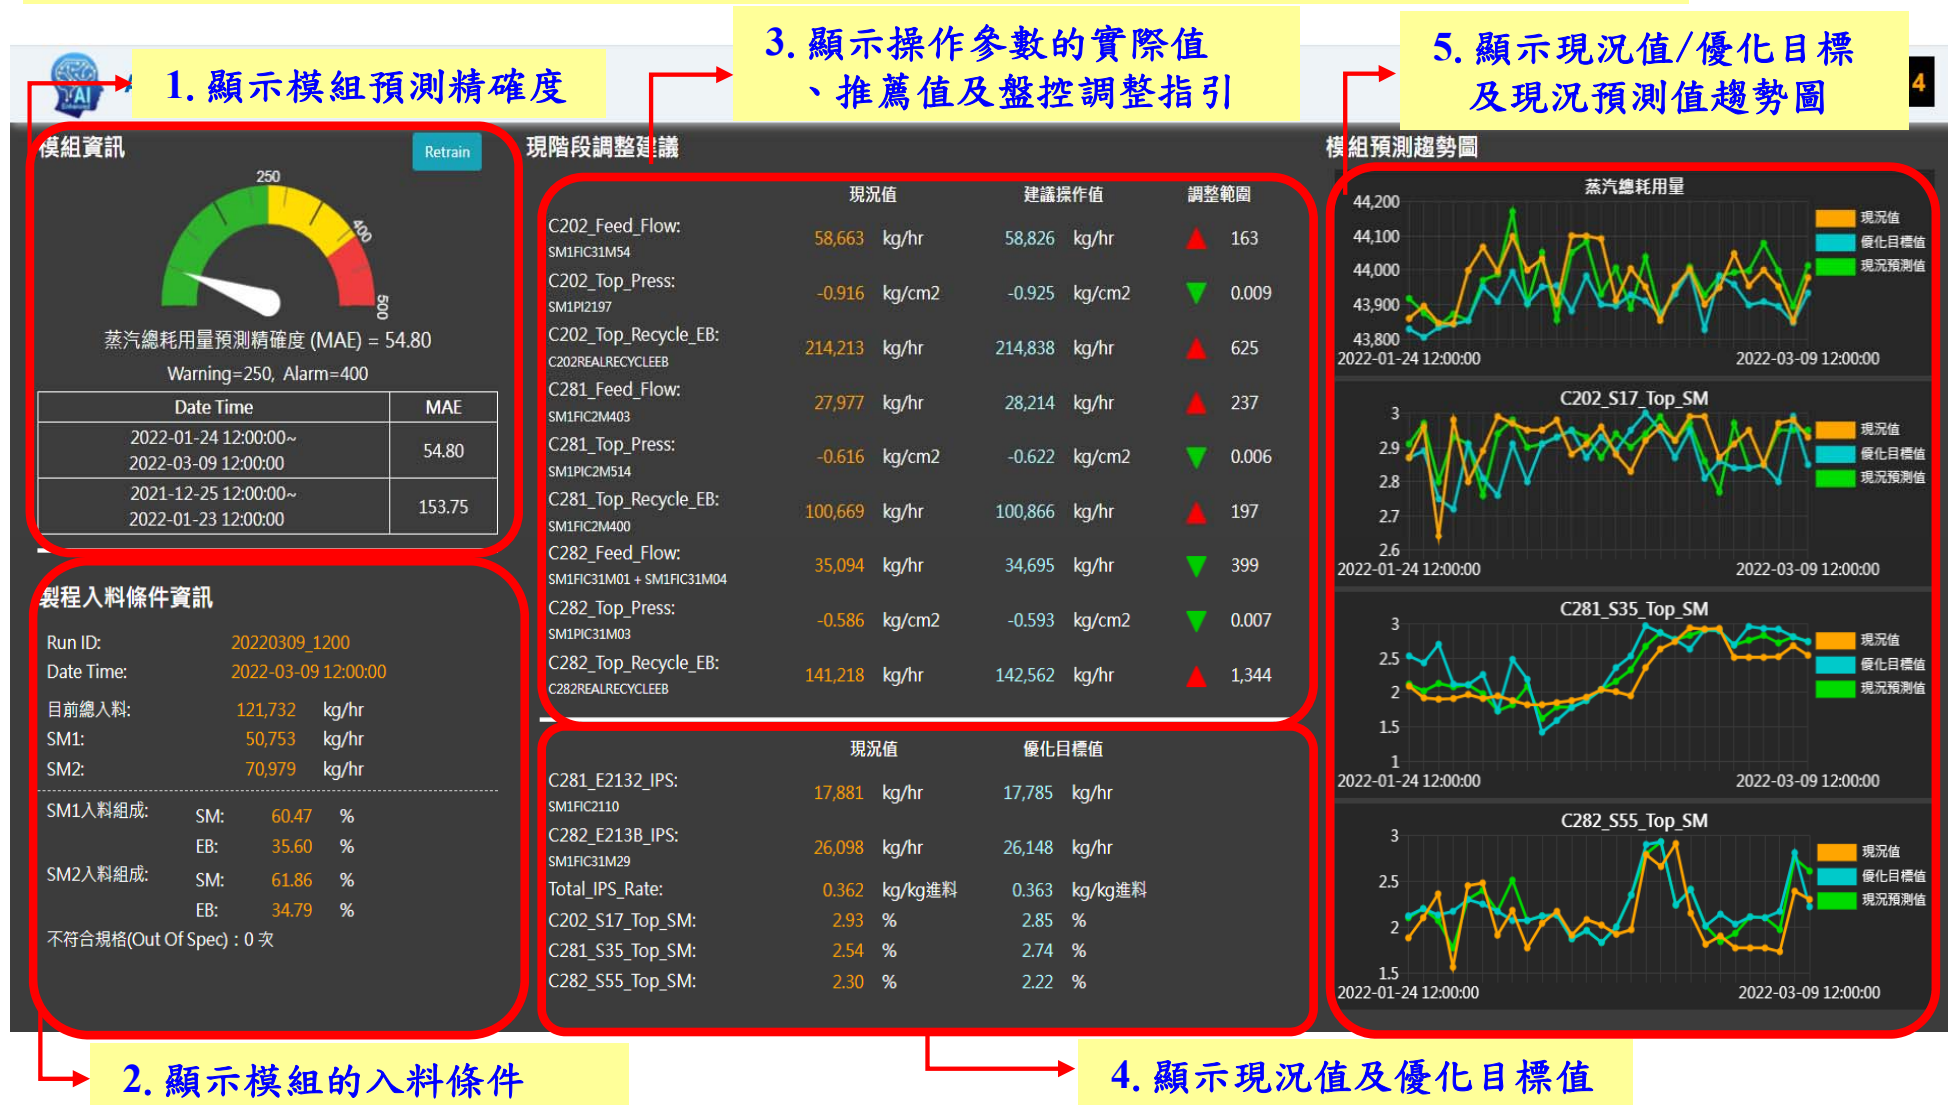 1. 顯示模組預測精確度
3. 顯示操作參數的實際值
、推薦值及盤控調整指引
5. 顯示現況值/優化目標
及現況預測值趨勢圖
AI
A
4
模組資訊
Retrain
250
400
500
蒸汽總耗用量預測精確度 (MAE) = 54.80
Warning=250, Alarm=400
Date Time MAE
2022-01-24 12:00:00~
2022-03-09 12:00:00
54.80
2021-12-25 12:00:00~
2022-01-23 12:00:00
153.75
製程入料條件資訊
Run ID: 20220309_1200
Date Time: 2022-03-09 12:00:00
目前總入料: 121,732 kg/hr
SM1: 50,753 kg/hr
SM2: 70,979 kg/hr
SM1入料組成: SM: 60.47 %
EB: 35.60 %
SM2入料組成: SM: 61.86 %
EB: 34.79 %
不符合規格(Out Of Spec) : 0 次
2. 顯示模組的入料條件
現階段調整建議
現況值 建議操作值 調整範圍
C202_Feed_Flow: 58,663 kg/hr 58,826 kg/hr ▲ 163
SM1FIC31M54
C202_Top_Press: -0.916 kg/cm2 -0.925 kg/cm2 ▼ 0.009
SM1PI2197
C202_Top_Recycle_EB: 214,213 kg/hr 214,838 kg/hr ▲ 625
C202REALRECYCLEEB
C281_Feed_Flow: 27,977 kg/hr 28,214 kg/hr ▲ 237
SM1FIC2M403
C281_Top_Press: -0.616 kg/cm2 -0.622 kg/cm2 ▼ 0.006
SM1PIC2M514
C281_Top_Recycle_EB: 100,669 kg/hr 100,866 kg/hr ▲ 197
SM1FIC2M400
C282_Feed_Flow: 35,094 kg/hr 34,695 kg/hr ▼ 399
SM1FIC31M01 + SM1FIC31M04
C282_Top_Press: -0.586 kg/cm2 -0.593 kg/cm2 ▼ 0.007
SM1PIC31M03
C282_Top_Recycle_EB: 141,218 kg/hr 142,562 kg/hr ▲ 1,344
C282REALRECYCLEEB
現況值 優化目標值
C281_E2132_IPS: 17,881 kg/hr 17,785 kg/hr
SM1FIC2110
C282_E213B_IPS: 26,098 kg/hr 26,148 kg/hr
SM1FIC31M29
Total_IPS_Rate: 0.362 kg/kg進料 0.363 kg/kg進料
C202_S17_Top_SM: 2.93 % 2.85 %
C281_S35_Top_SM: 2.54 % 2.74 %
C282_S55_Top_SM: 2.30 % 2.22 %
4. 顯示現況值及優化目標值
模組預測趨勢圖
蒸汽總耗用量
44,200
44,100
44,000
43,900
43,800
2022-01-24 12:00:00 2022-03-09 12:00:00
現況值
優化目標值
現況預測值
C202_S17_Top_SM
3
2.9
2.8
2.7
2.6
2022-01-24 12:00:00 2022-03-09 12:00:00
現況值
優化目標值
現況預測值
C281_S35_Top_SM
3
2.5
2
1.5
1
2022-01-24 12:00:00 2022-03-09 12:00:00
現況值
優化目標值
現況預測值
C282_S55_Top_SM
3
2.5
2
1.5
2022-01-24 12:00:00 2022-03-09 12:00:00
現況值
優化目標值
現況預測值